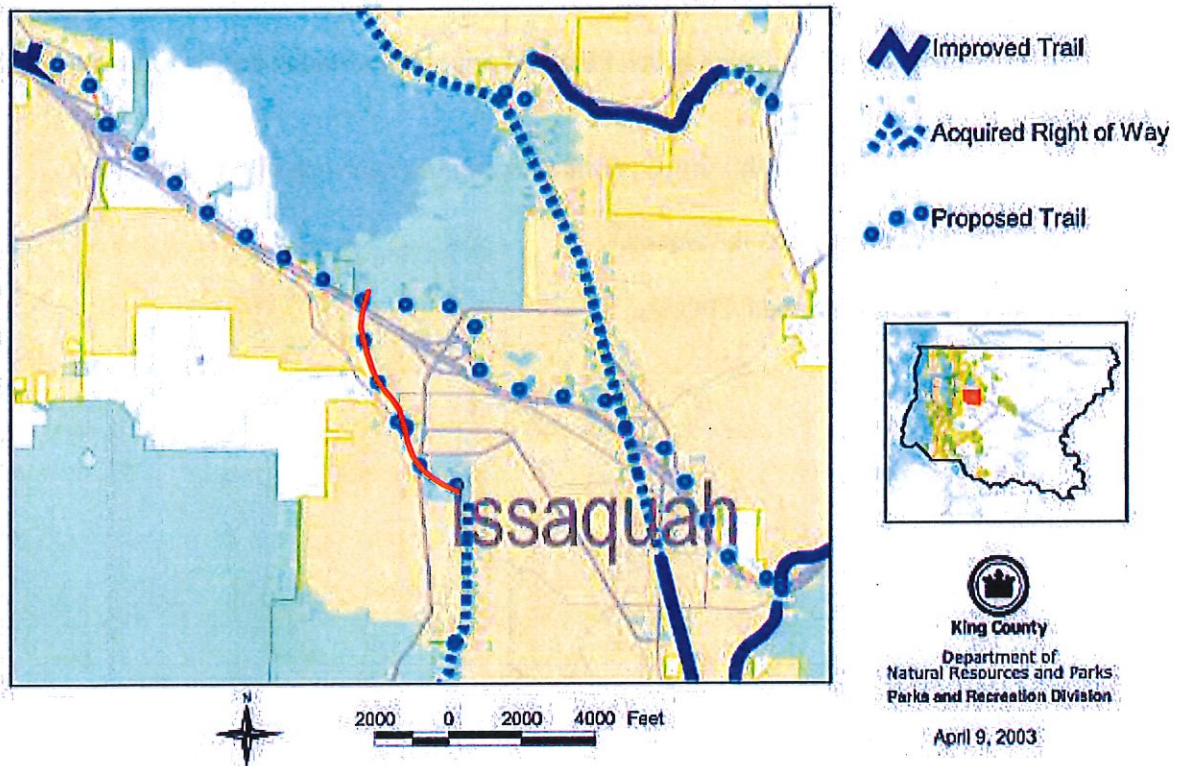 Improved Trail
Acquired Right of Way
Proposed Trail
Issaquah
King County
Department of
Natural Resources and Parks
Parks and Recreation Division
April 9, 2003
N
2000 0 2000 4000 Feet